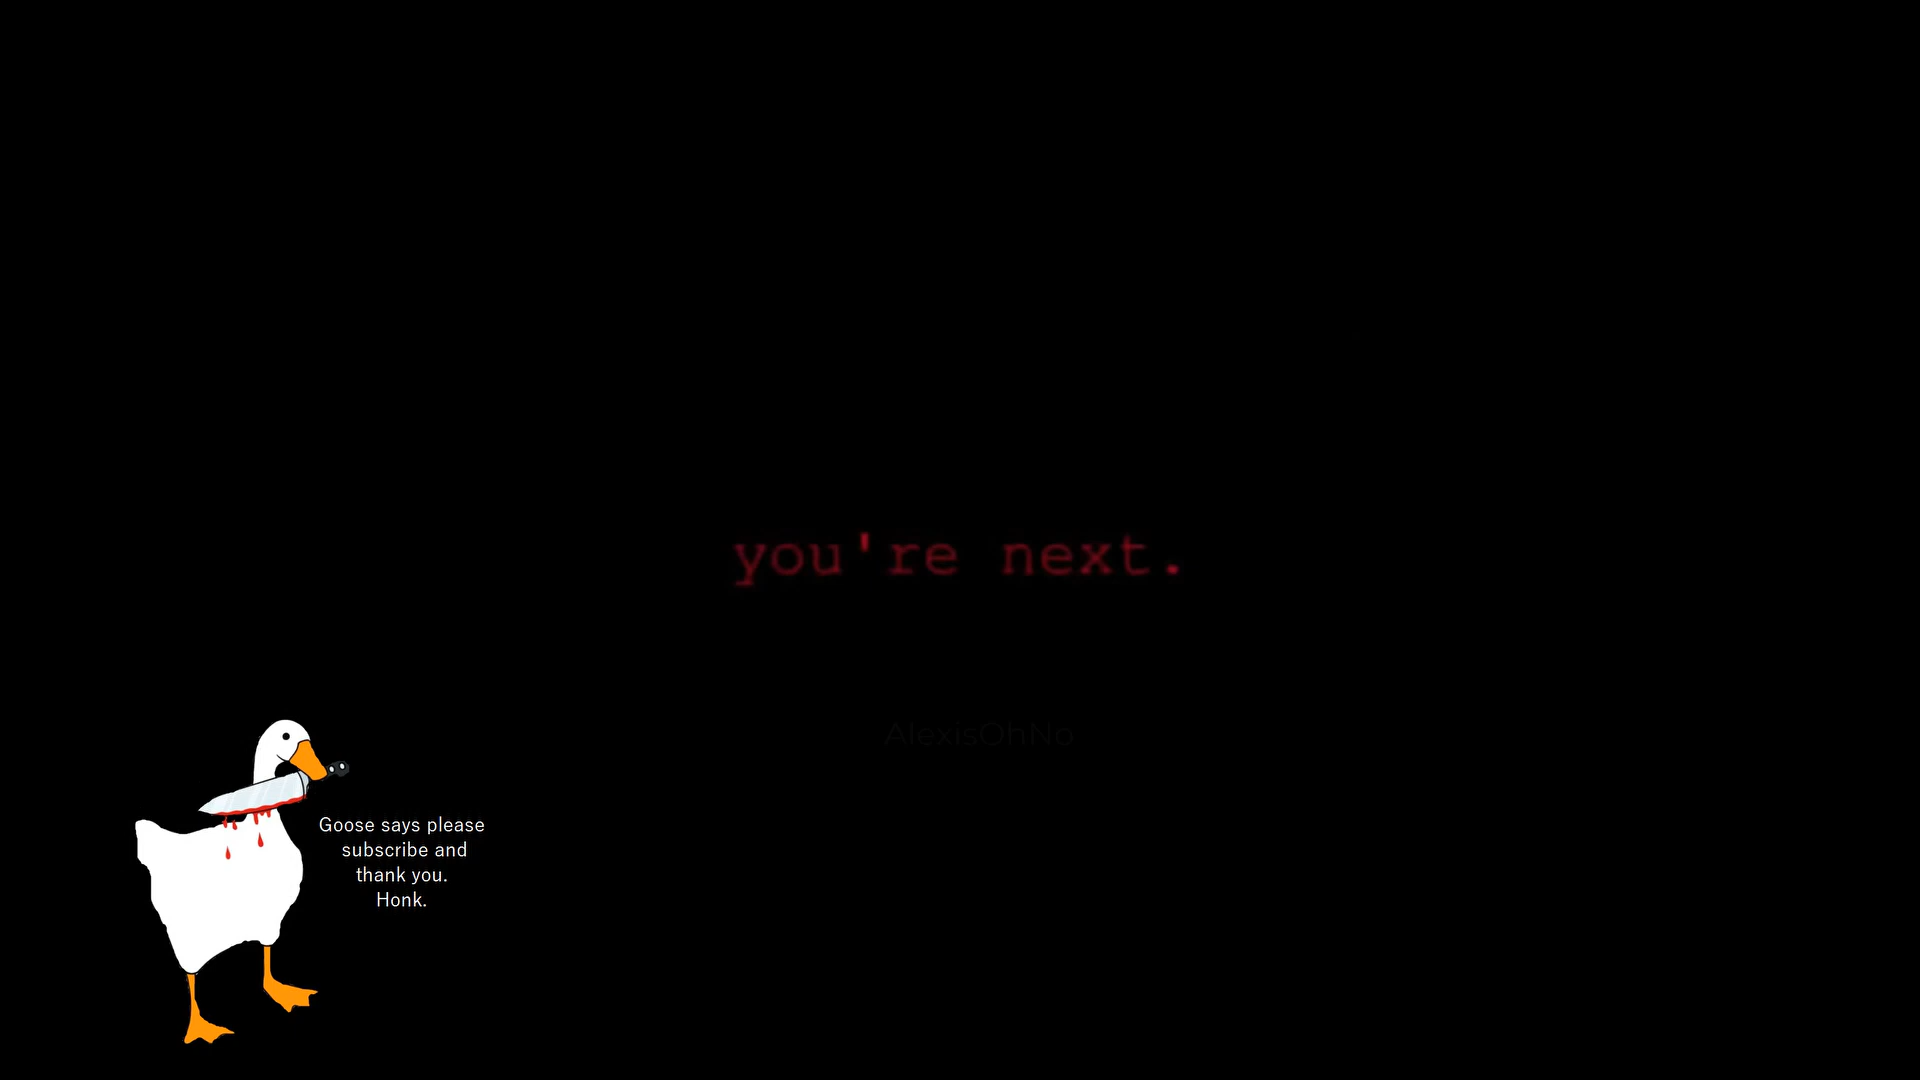 you're next.
AlexisOhNo
Goose says please
subscribe and
thank you.
Honk.